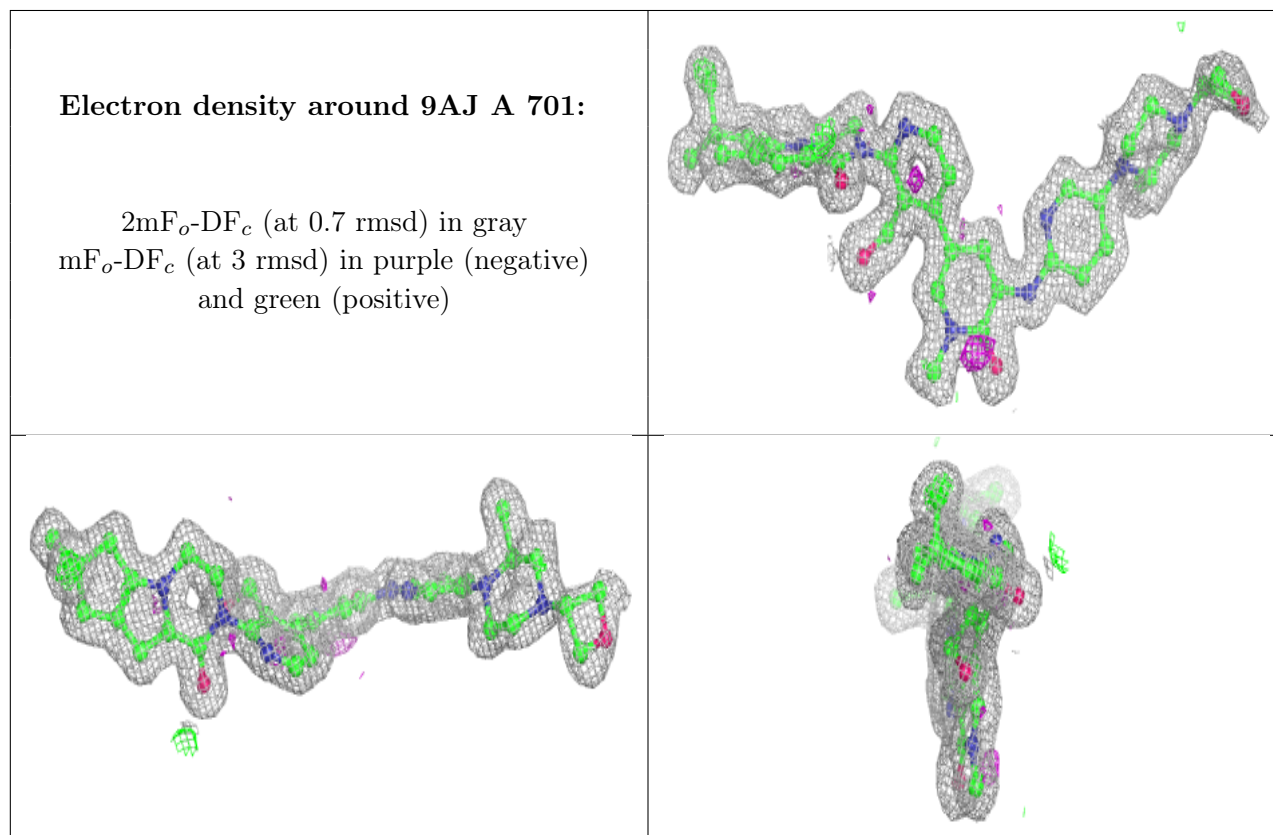 Electron density around 9AJ A 701:
2mFo-DFc (at 0.7 rmsd) in gray
mFo-DFc (at 3 rmsd) in purple (negative)
and green (positive)